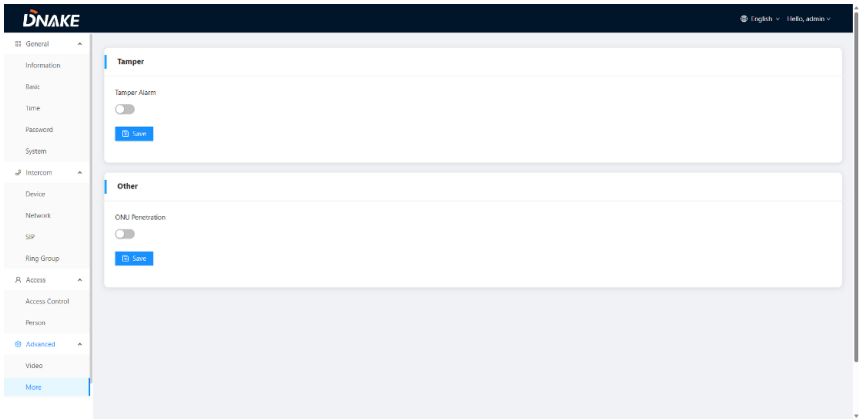 DNAKE
English
Hello, admin
General
Information
Basic
Time
Password
System
Intercom
Device
Network
SIP
Ring Group
Access
Access Control
Person
Advanced
Video
More
Tamper
Tamper Alarm
Save
Other
ONU Penetration
Save